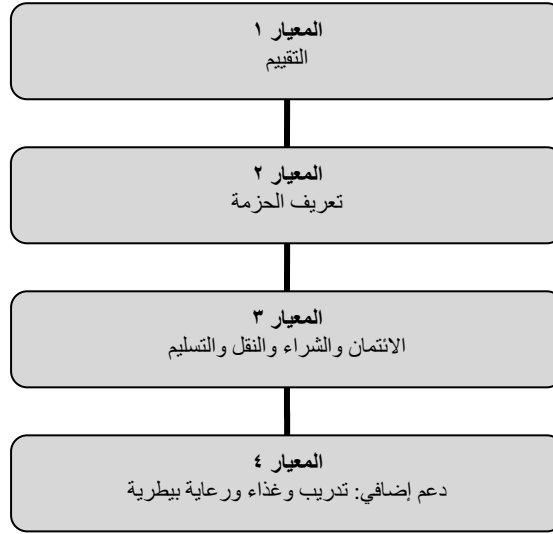 المعيار ١
التقييم
المعيار ٢
تعريف الحزمة
المعيار ٣
الائتمان والشراء والنقل والتسليم
المعيار ٤
دعم إضافي: تدريب وغذاء ورعاية بيطرية